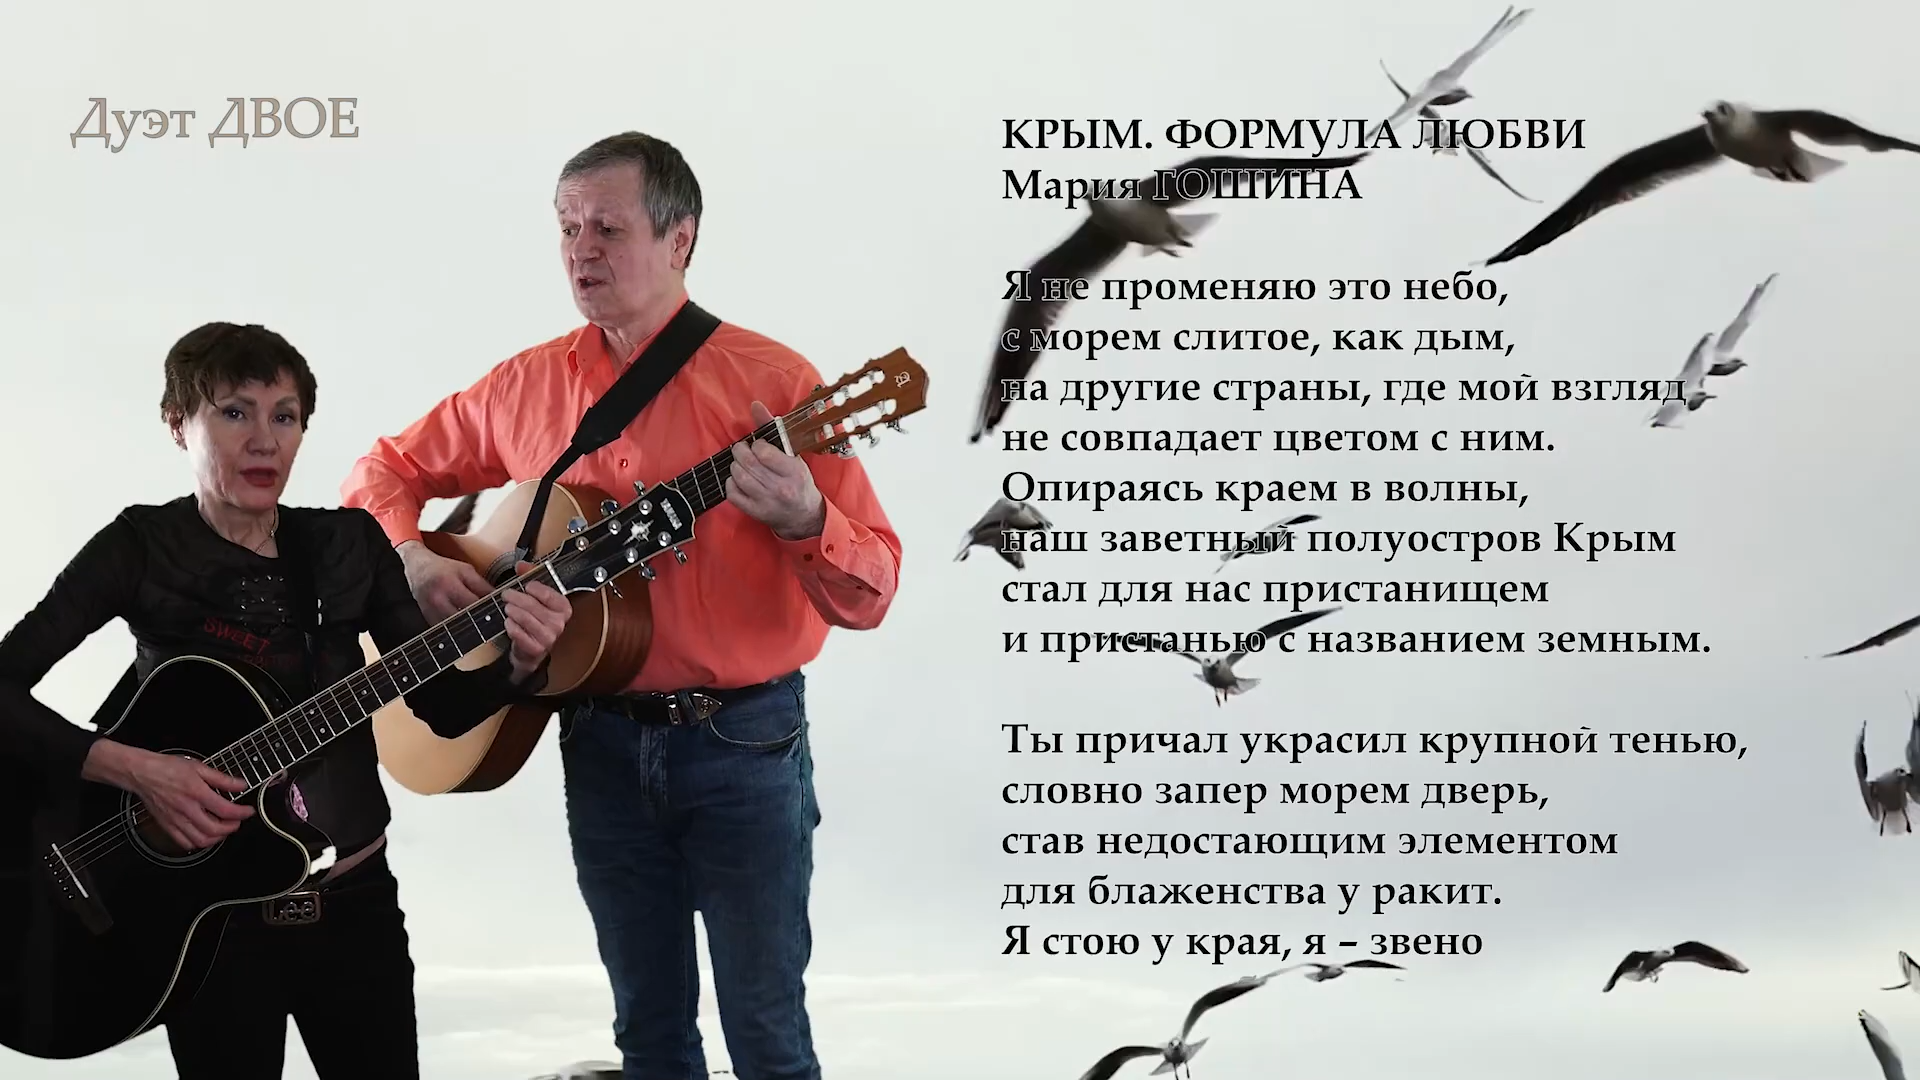 Дуэт ДВОЕ
КРЫМ. ФОРМУЛА ЛЮБВИ
Мария ГОШИНА
Я не променяю это небо,
с морем слитое, как дым,
на другие страны, где мой взгляд
не совпадает цветом с ним.
Опираясь краем в волны,
наш заветный полуостров Крым
стал для нас пристанищем
и пристанью с названием земным.
Ты причал украсил крупной тенью,
словно запер морем дверь,
став недостающим элементом
для блаженства у ракит.
Я стою у края, я – звено
YAMAHA
SWEET
Lee